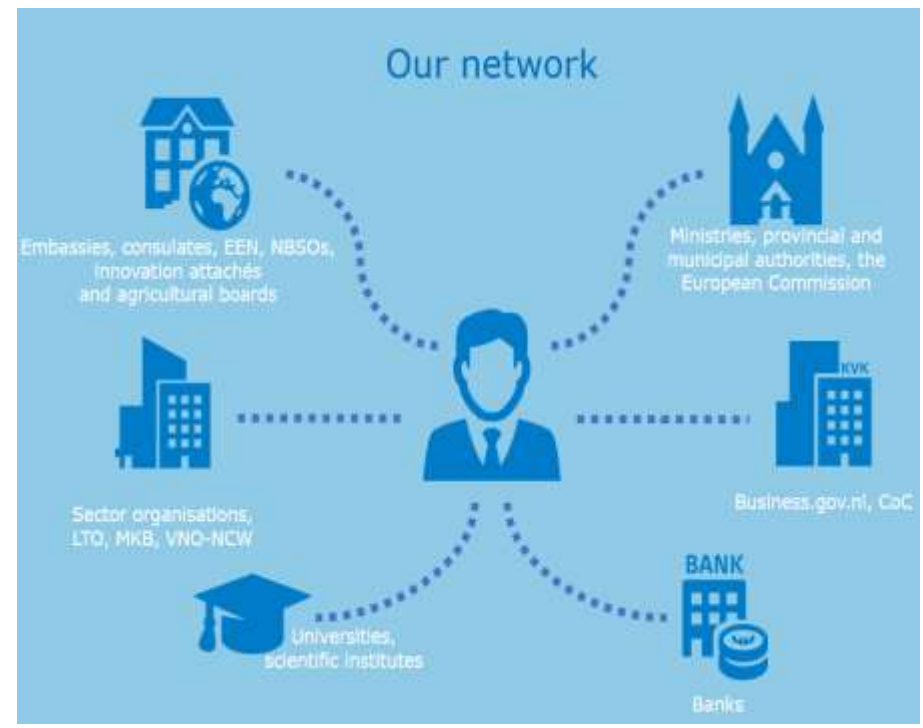 Our network
Embassies, consulates, EEN, NBSOs,
innovation attachés
and agricultural boards
Ministries, provincial and
municipal authorities, the
European Commission
KVK
Sector organisations,
LTO, MKB, VNO-NCW
Business.gov.nl, CoC
Universities,
scientific institutes
BANK
Banks